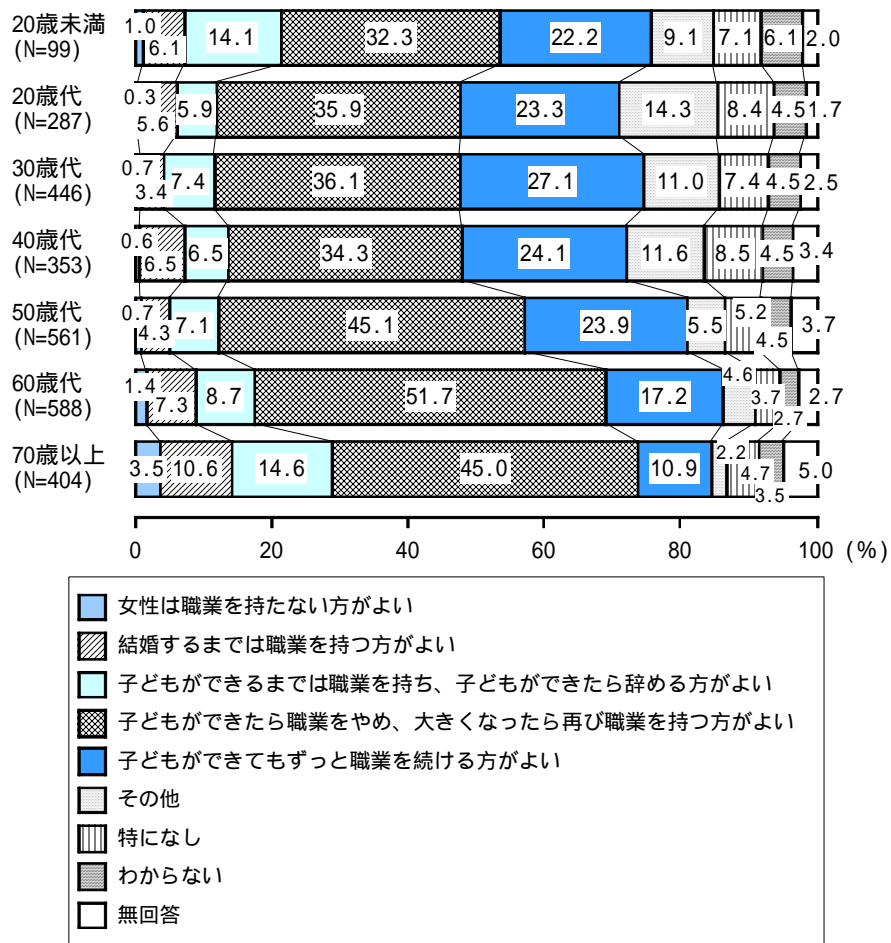 20歳未満
(N=99)
1.0 6.1 14.1 32.3 22.2 9.1 7.1 6.1 2.0
20歳代
(N=287)
0.3 5.6 5.9 35.9 23.3 14.3 8.4 4.5 1.7
30歳代
(N=446)
0.7 3.4 7.4 36.1 27.1 11.0 7.4 4.5 2.5
40歳代
(N=353)
0.6 6.5 6.5 34.3 24.1 11.6 8.5 4.5 3.4
50歳代
(N=561)
0.7 4.3 7.1 45.1 23.9 5.5 5.2 4.5 3.7
60歳代
(N=588)
1.4 7.3 8.7 51.7 17.2 4.6 3.7 2.7 2.7
70歳以上
(N=404)
3.5 10.6 14.6 45.0 10.9 2.2 4.7 3.5 5.0
0 20 40 60 80 100 (%)
女性は職業を持たない方がよい
結婚するまでは職業を持つ方がよい
子どもができるまでは職業を持ち、子どもができたら辞める方がよい
子どもができたら職業をやめ、大きくなったら再び職業を持つ方がよい
子どもができてもずっと職業を続ける方がよい
その他
特になし
わからない
無回答